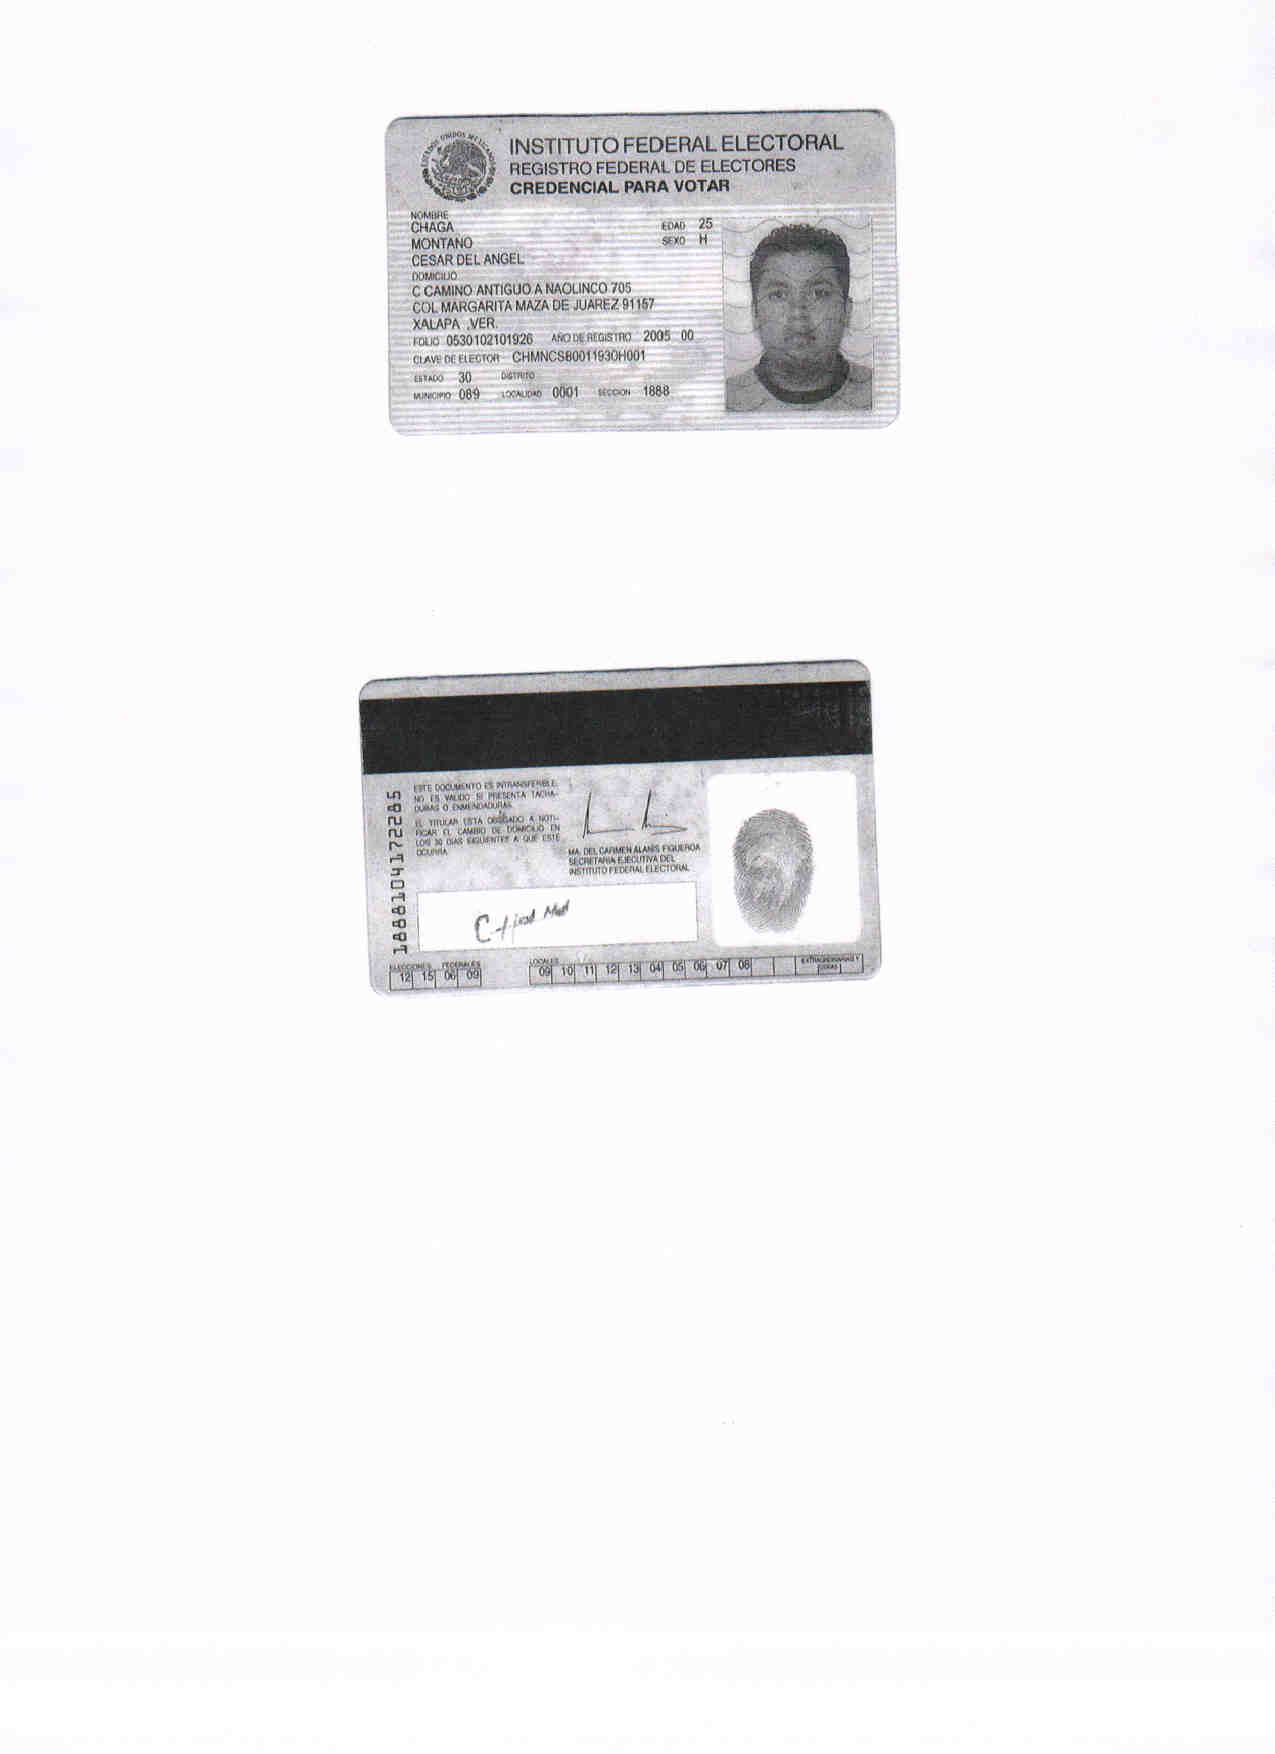 ESTADOS UNIDOS MEXICANOS
INSTITUTO FEDERAL ELECTORAL
REGISTRO FEDERAL DE ELECTORES
CREDENCIAL PARA VOTAR
NOMBRE
CHAGA
MONTANO
CESAR DEL ANGEL
EDAD 25
SEXO H
DOMICILIO
C CAMINO ANTIGUO A NAOLINCO 705
COL MARGARITA MAZA DE JUAREZ 91157
XALAPA ,VER.
FOLIO 0530102101926 AÑO DE REGISTRO 2005 00
CLAVE DE ELECTOR CHMNCS80011930H001
ESTADO 30 DISTRITO
MUNICIPIO 089 LOCALIDAD 0001 SECCION 1888
ESTE DOCUMENTO ES INTRANSFERIBLE.
NO ES VALIDO SI PRESENTA TACHA-
DURAS O ENMENDADURAS.
EL TITULAR ESTA OBLIGADO A NOTI-
FICAR EL CAMBIO DE DOMICILIO EN
LOS 30 DIAS SIGUIENTES A QUE ESTE
OCURRA.
MA. DEL CARMEN ALANIS FIGUEROA
SECRETARIA EJECUTIVA DEL
INSTITUTO FEDERAL ELECTORAL
1888104172285
ELECCIONES FEDERALES
12 15 06 09
LOCALES
09 10 11 12 13 04 05 06 07 08
EXTRAORDINARIAS Y
OTRAS